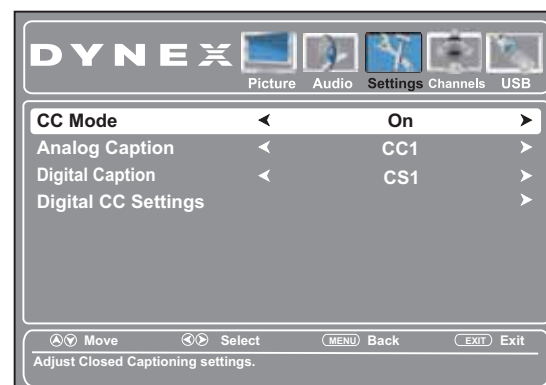 DYNEX
Picture Audio Settings Channels USB
CC Mode On
Analog Caption CC1
Digital Caption CS1
Digital CC Settings
Move Select MENU Back EXIT Exit
Adjust Closed Captioning settings.